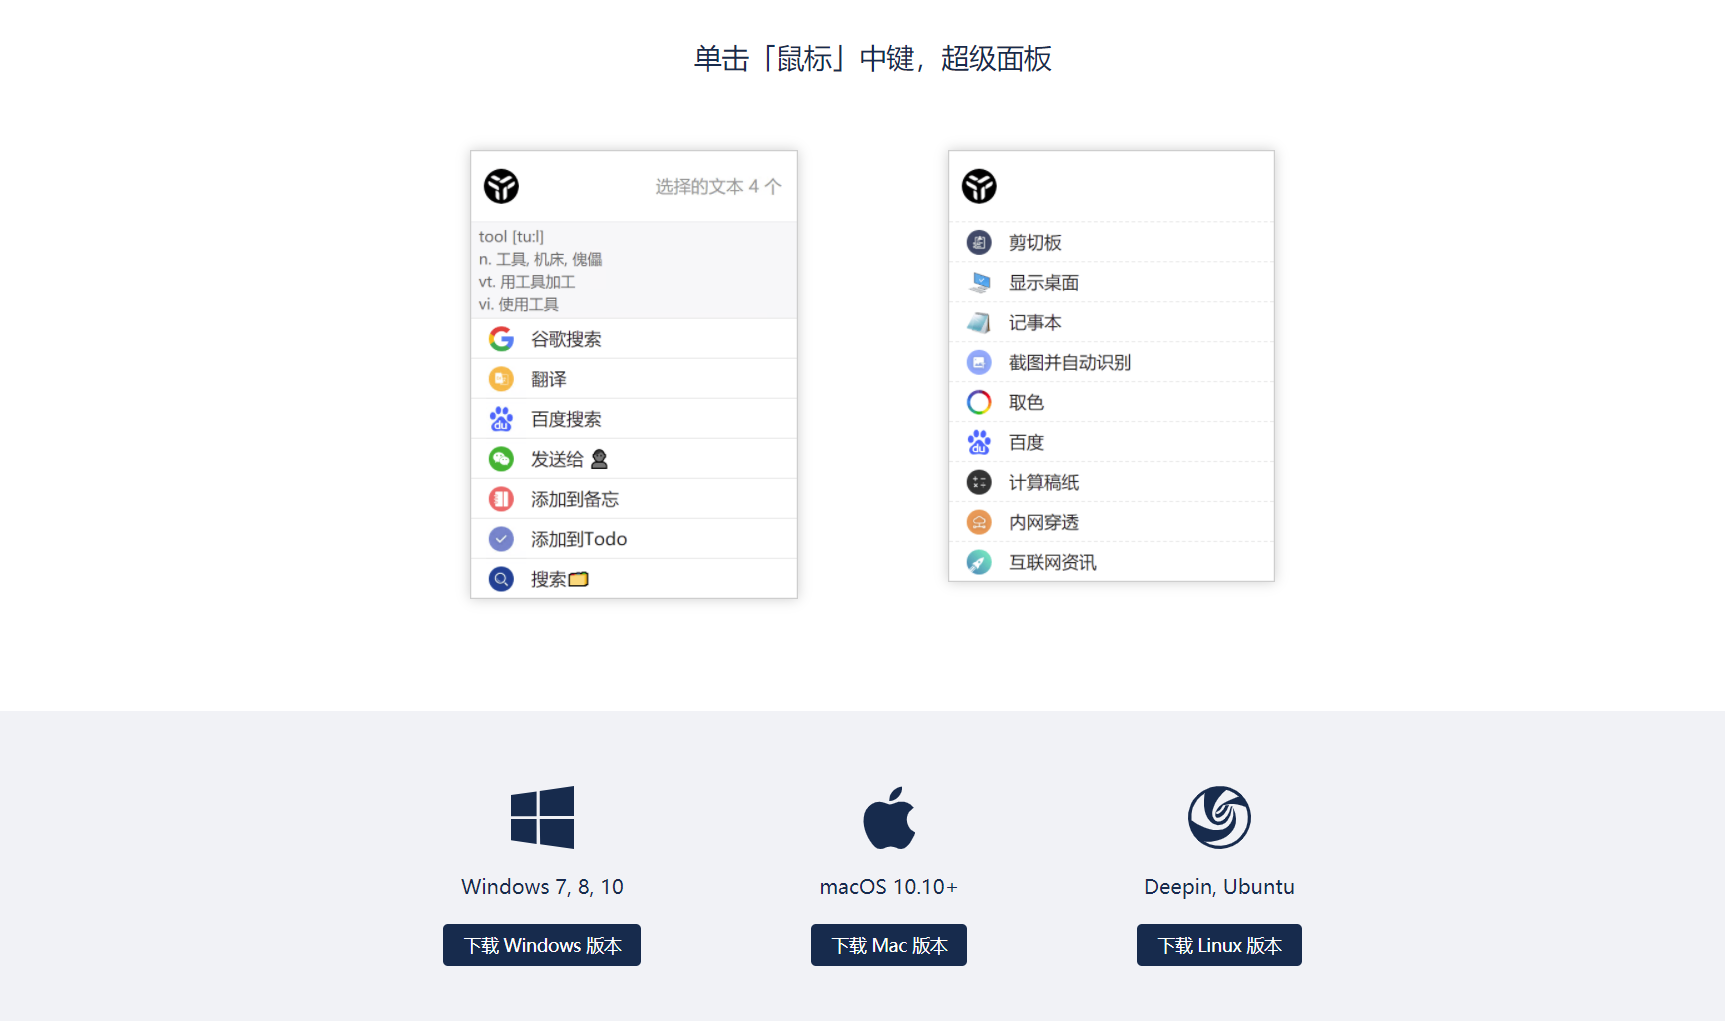 单击「鼠标」中键，超级面板
选择的文本 4 个
tool [tu:l]
n. 工具, 机床, 傀儡
vt. 用工具加工
vi. 使用工具
谷歌搜索
翻译
百度搜索
发送给
添加到备忘
添加到Todo
搜索
剪切板
显示桌面
记事本
截图并自动识别
取色
百度
计算稿纸
内网穿透
互联网资讯
Windows 7, 8, 10
下载 Windows 版本
macOS 10.10+
下载 Mac 版本
Deepin, Ubuntu
下载 Linux 版本